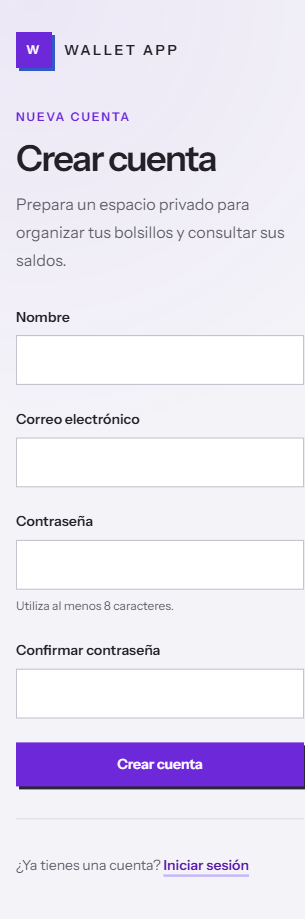 W WALLET APP
NUEVA CUENTA
Crear cuenta
Prepara un espacio privado para
organizar tus bolsillos y consultar sus
saldos.
Nombre
Correo electrónico
Contraseña
Utiliza al menos 8 caracteres.
Confirmar contraseña
Crear cuenta
¿Ya tienes una cuenta? Iniciar sesión